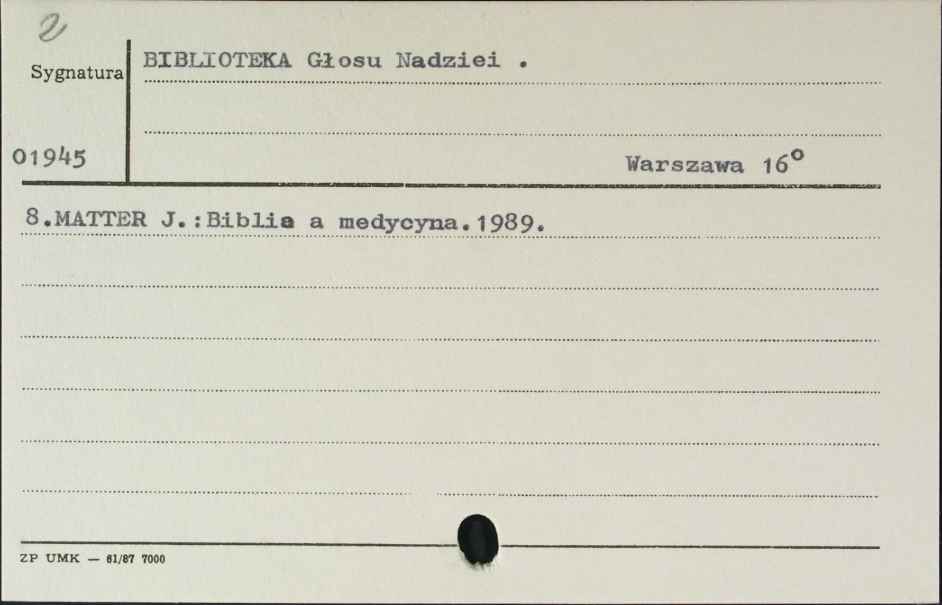 2
Sygnatura
BIBLIOTEKA Głosu Nadziei .
01945
Warszawa 16°
8.MATTER J.:Biblia a medycyna.1989.
ZP UMK — 61/87 7000